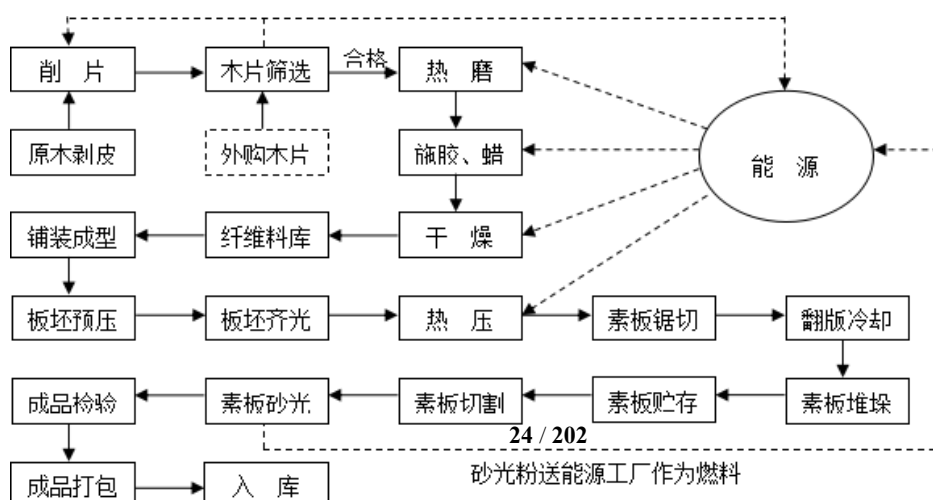 合格
削 片
木片筛选
热 磨
原木剥皮
外购木片
施胶、蜡
能 源
铺装成型
纤维料库
干 燥
板坯预压
板坯齐光
热 压
素板锯切
翻版冷却
成品检验
素板砂光
素板切割
素板贮存
素板堆垛
24 / 202
砂光粉送能源工厂作为燃料
成品打包
入 库